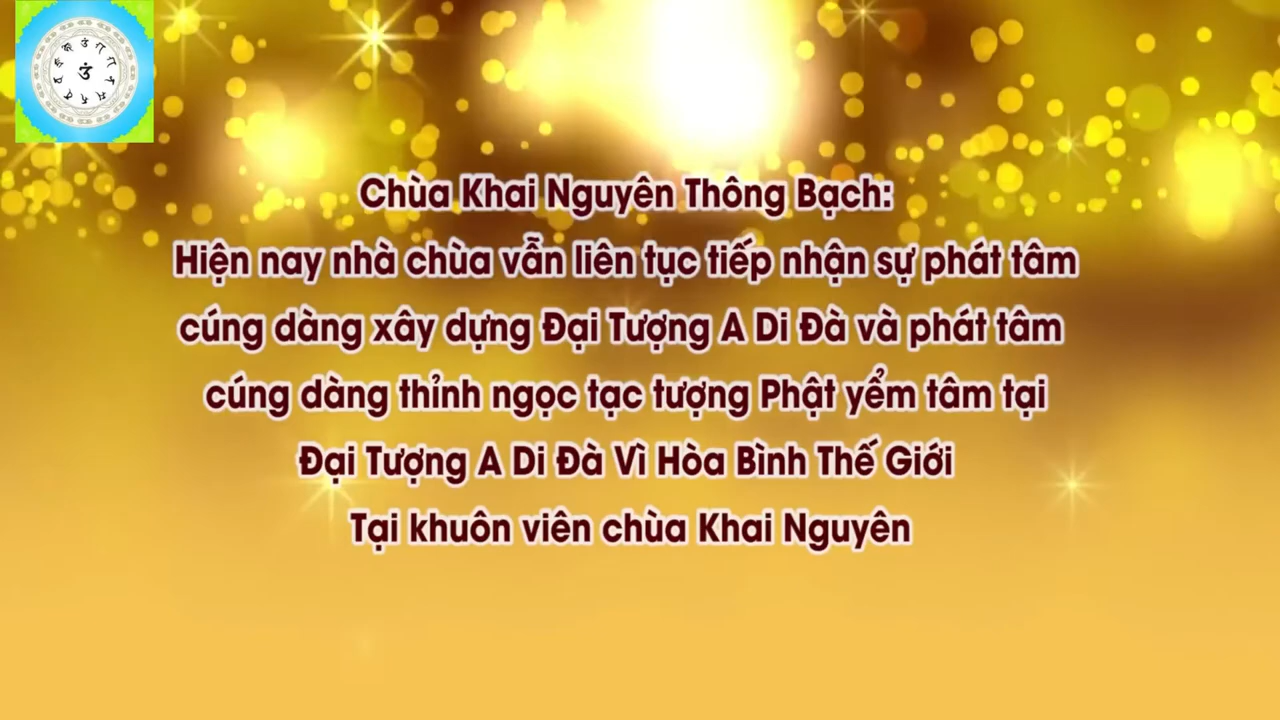 Chùa Khai Nguyên Thông Bạch:
Hiện nay nhà chùa vẫn liên tục tiếp nhận sự phát tâm
cúng dàng xây dựng Đại Tượng A Di Đà và phát tâm
cúng dàng thỉnh ngọc tạc tượng Phật yểm tâm tại
Đại Tượng A Di Đà Vì Hòa Bình Thế Giới
Tại khuôn viên chùa Khai Nguyên